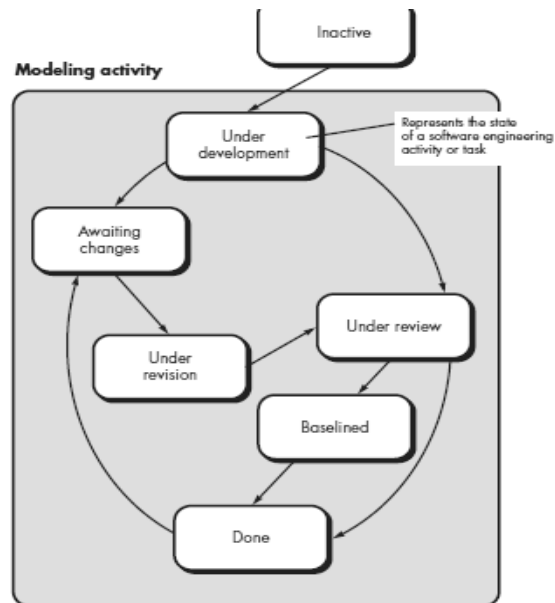 Inactive
Modeling activity
Under
development
Represents the state
of a software engineering
activity or task
Awaiting
changes
Under review
Under
revision
Baselined
Done